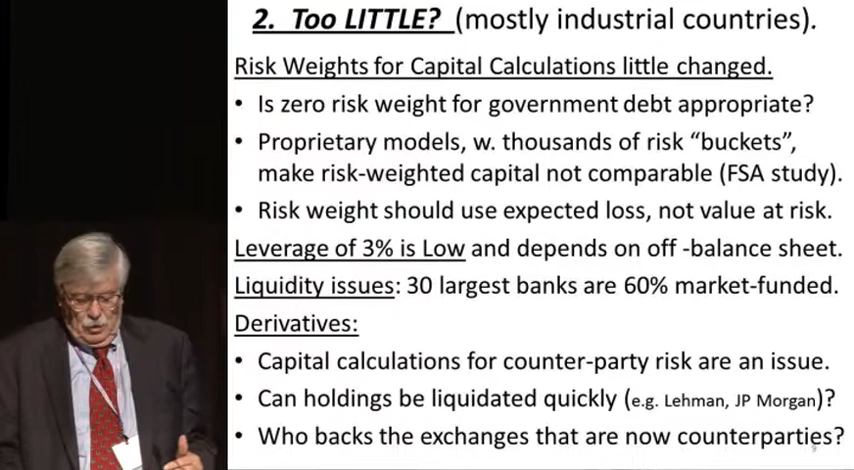 2. Too LITTLE? (mostly industrial countries).
Risk Weights for Capital Calculations little changed.
• Is zero risk weight for government debt appropriate?
• Proprietary models, w. thousands of risk “buckets”,
make risk-weighted capital not comparable (FSA study).
• Risk weight should use expected loss, not value at risk.
Leverage of 3% is Low and depends on off -balance sheet.
Liquidity issues: 30 largest banks are 60% market-funded.
Derivatives:
• Capital calculations for counter-party risk are an issue.
• Can holdings be liquidated quickly (e.g. Lehman, JP Morgan)?
• Who backs the exchanges that are now counterparties?